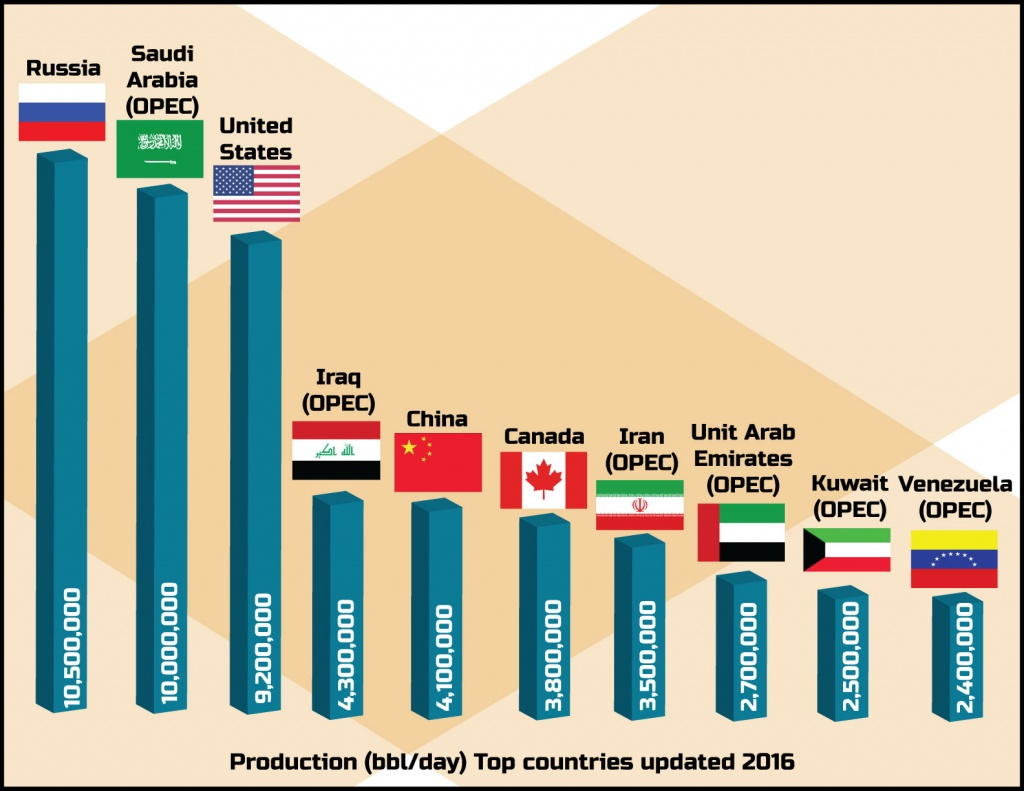 Russia
Saudi
Arabia
(OPEC)
United
States
Iraq
(OPEC)
China
Canada
Iran
(OPEC)
Unit Arab
Emirates
(OPEC)
Kuwait
(OPEC)
Venezuela
(OPEC)
الله اكبر
10,500,000
10,000,000
9,200,000
4,300,000
4,100,000
3,800,000
3,500,000
2,700,000
2,500,000
2,400,000
Production (bbl/day) Top countries updated 2016